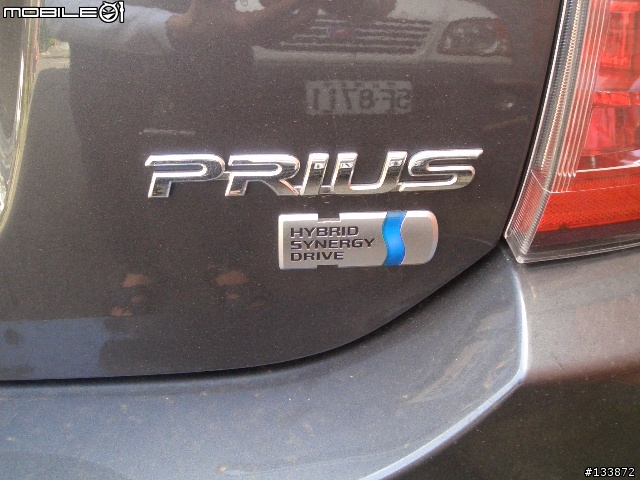 MOBILE01
PRIUS
HYBRID
SYNERGY
DRIVE
#133872